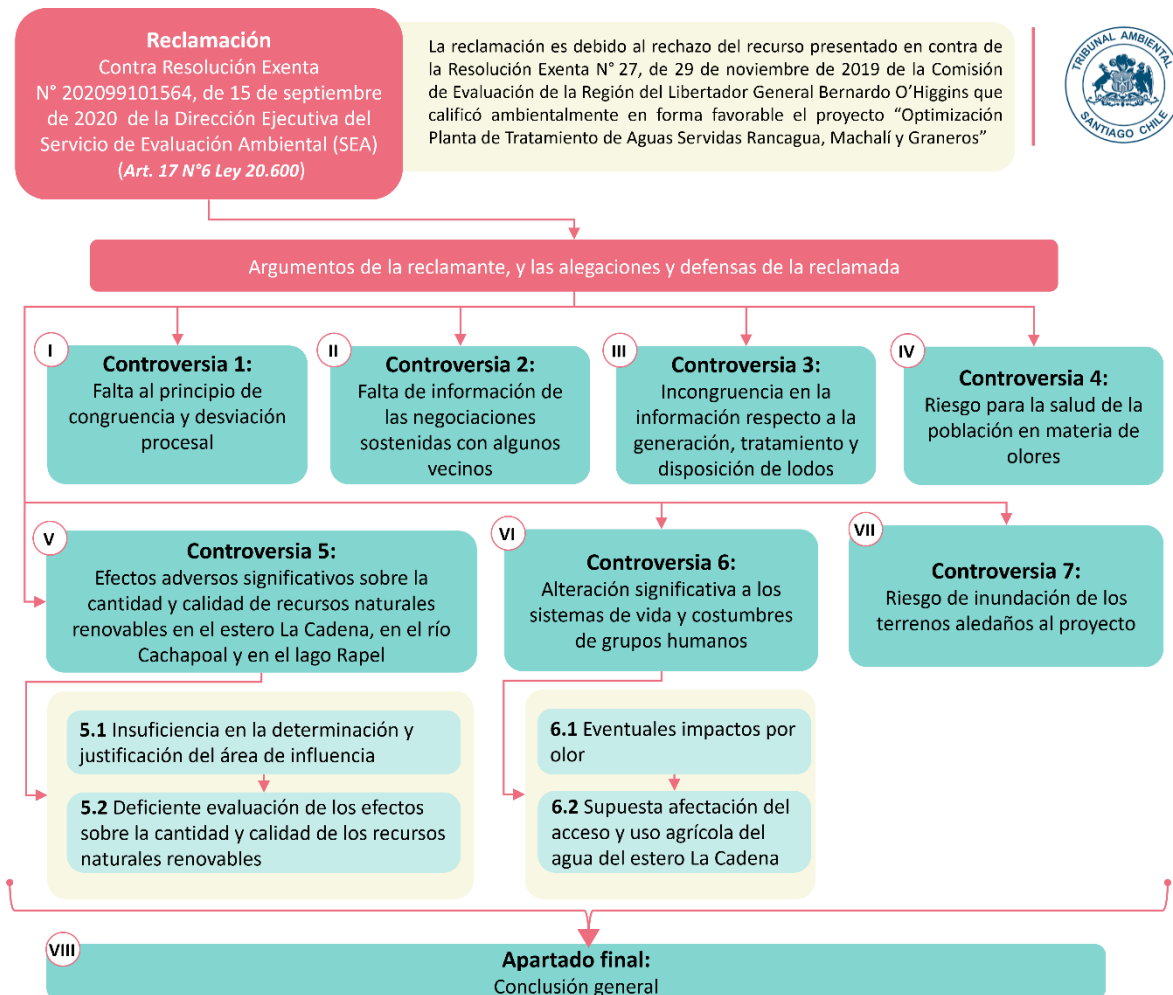 Reclamación
Contra Resolución Exenta
N° 202099101564, de 15 de septiembre
de 2020 de la Dirección Ejecutiva del
Servicio de Evaluación Ambiental (SEA)
(Art. 17 N°6 Ley 20.600)
La reclamación es debido al rechazo del recurso presentado en contra de
la Resolución Exenta N° 27, de 29 de noviembre de 2019 de la Comisión
de Evaluación de la Región del Libertador General Bernardo O’Higgins que
calificó ambientalmente en forma favorable el proyecto “Optimización
Planta de Tratamiento de Aguas Servidas Rancagua, Machalí y Graneros”
TRIBUNAL AMBIENTAL
SANTIAGO CHILE
Argumentos de la reclamante, y las alegaciones y defensas de la reclamada
I
Controversia 1:
Falta al principio de
congruencia y desviación
procesal
II
Controversia 2:
Falta de información de
las negociaciones
sostenidas con algunos
vecinos
III
Controversia 3:
Incongruencia en la
información respecto a la
generación, tratamiento y
disposición de lodos
IV
Controversia 4:
Riesgo para la salud de la
población en materia de
olores
V
Controversia 5:
Efectos adversos significativos sobre la
cantidad y calidad de recursos naturales
renovables en el estero La Cadena, en el río
Cachapoal y en el lago Rapel
VI
Controversia 6:
Alteración significativa a los
sistemas de vida y costumbres
de grupos humanos
VII
Controversia 7:
Riesgo de inundación de los
terrenos aledaños al proyecto
5.1 Insuficiencia en la determinación y
justificación del área de influencia
5.2 Deficiente evaluación de los efectos
sobre la cantidad y calidad de los recursos
naturales renovables
6.1 Eventuales impactos por
olor
6.2 Supuesta afectación del
acceso y uso agrícola del
agua del estero La Cadena
VIII
Apartado final:
Conclusión general